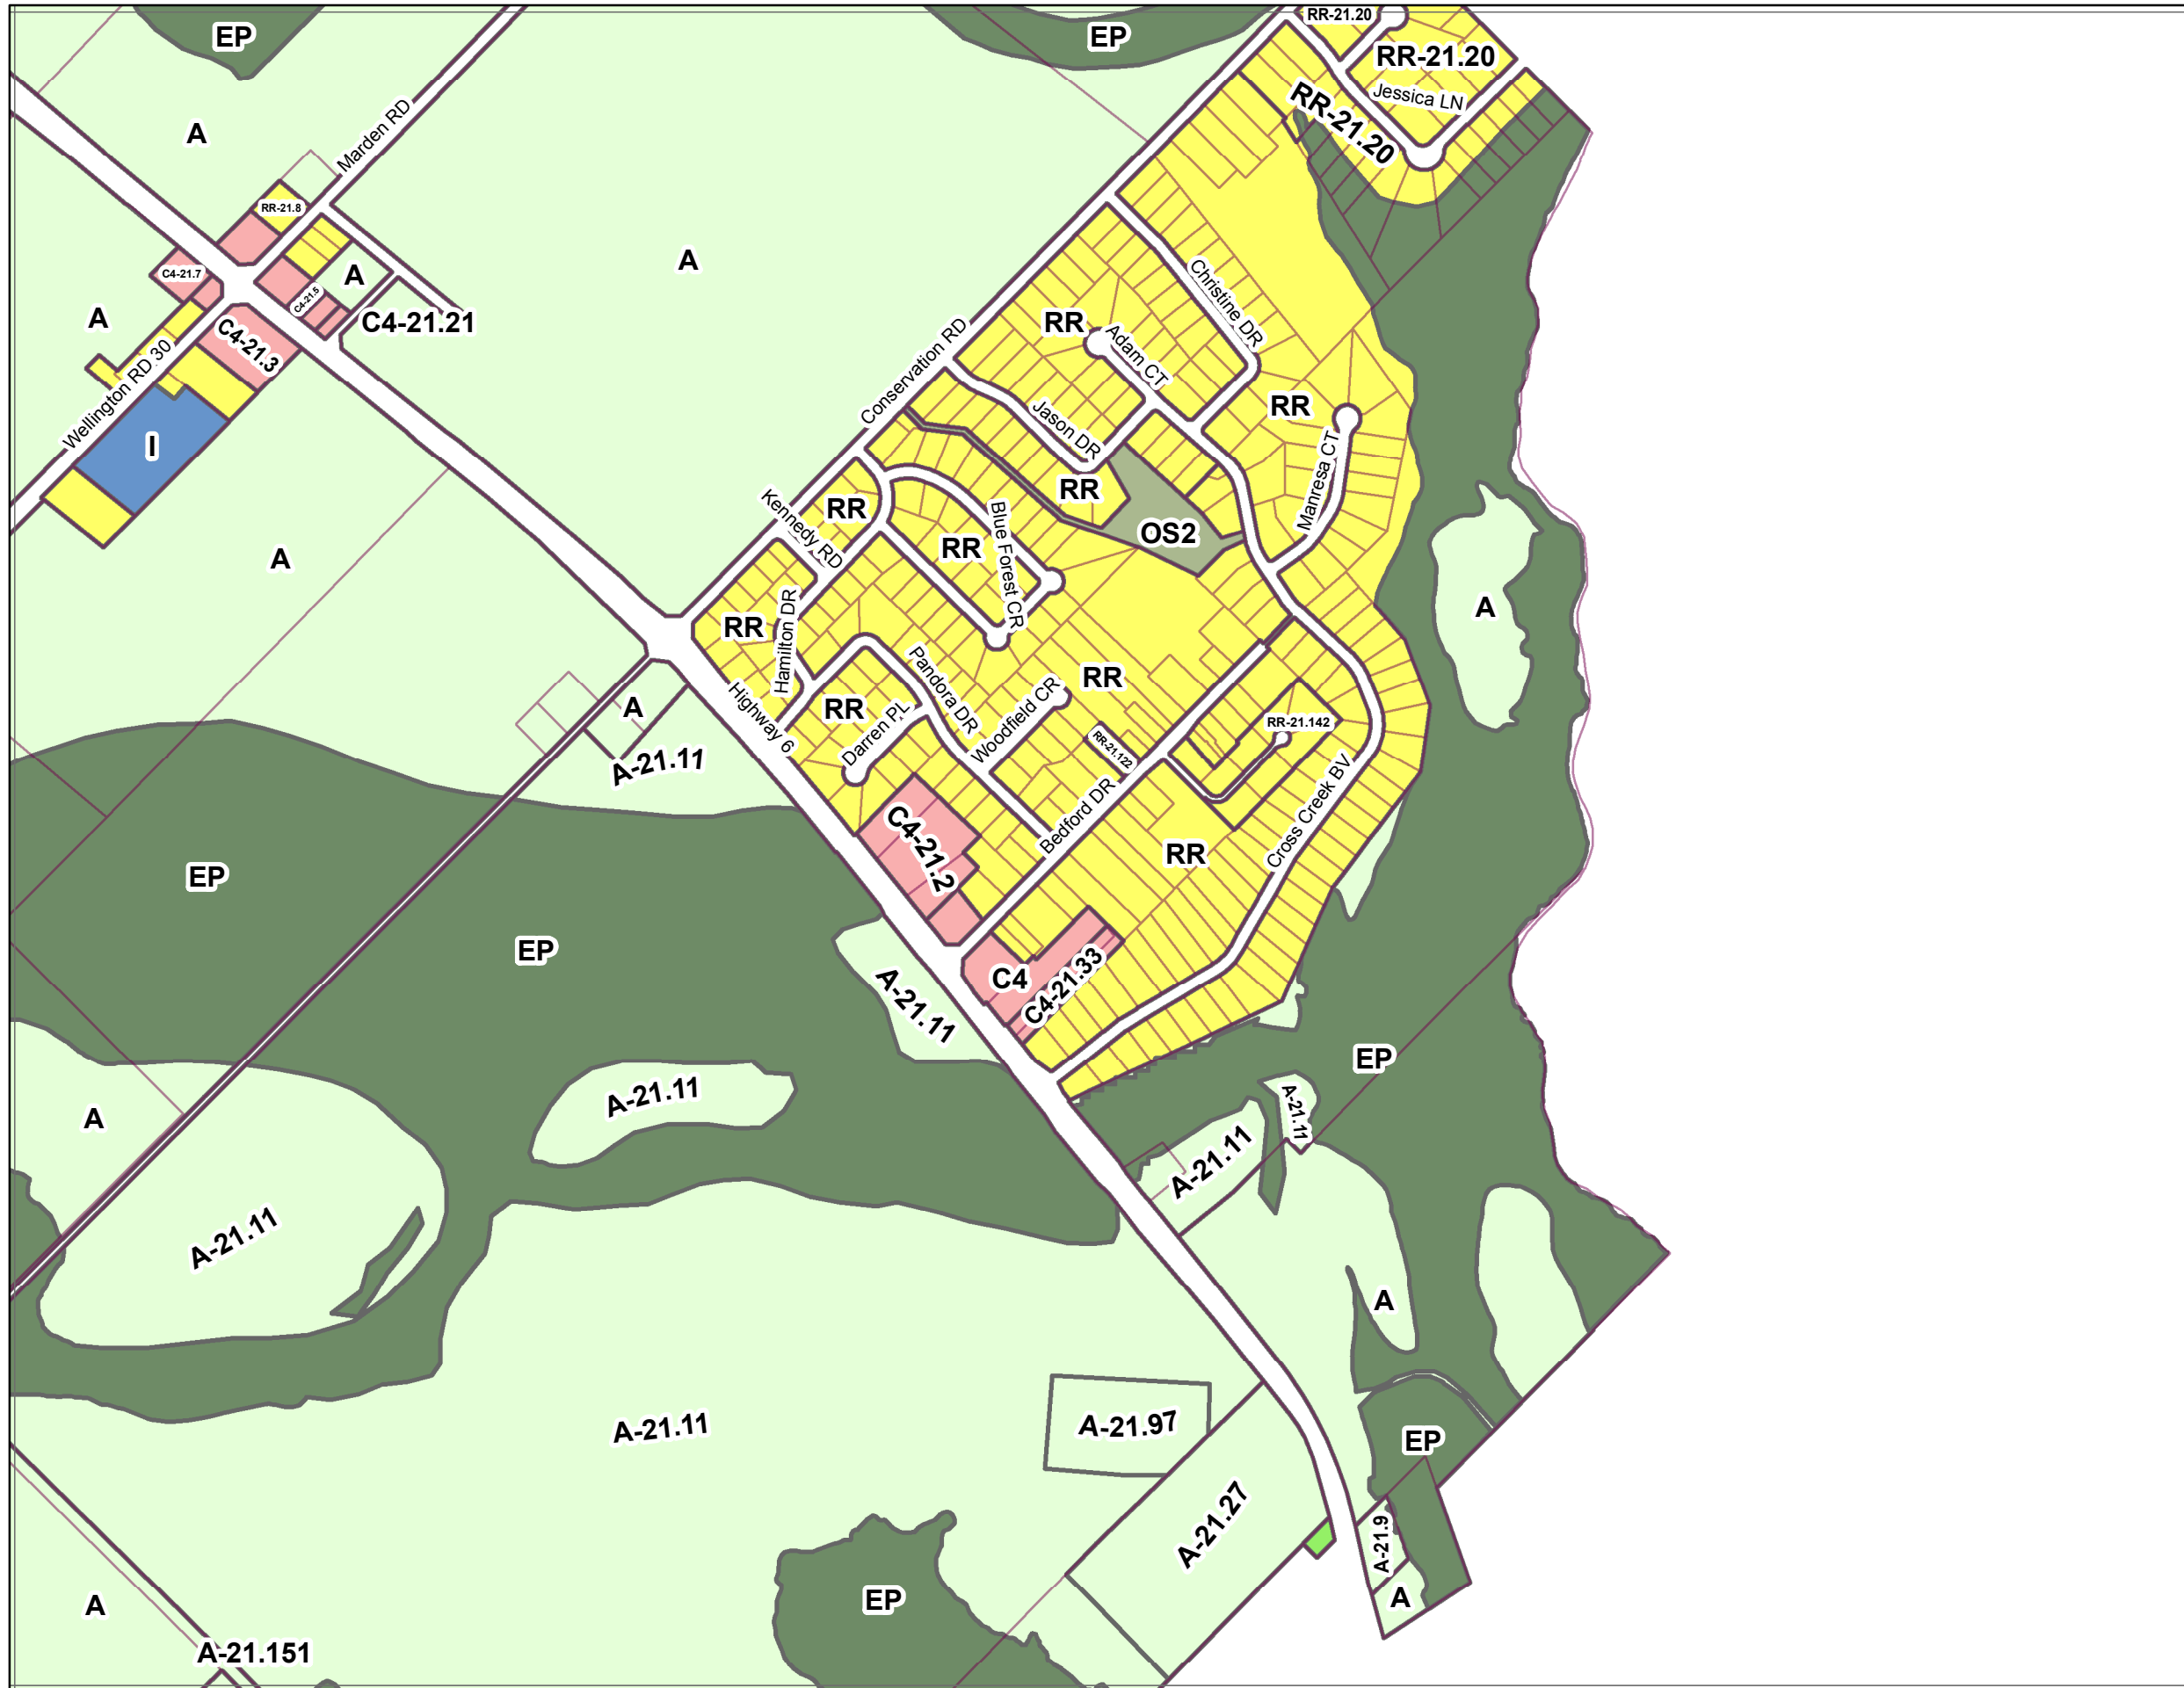 EP
EP
RR-21.20
RR-21.20
Jessica LN
RR-21.20
A
Marden RD
RR-21.8
A
C4-21.7
A
C4-21.5
A
C4-21.21
C4-21.3
Wellington RD 30
I
Christine DR
RR
Adam CT
Conservation RD
Jason DR
RR
Manresa CT
RR
OS2
Kennedy RD
RR
RR
Blue Forest CR
A
A
RR
Hamilton DR
Pandora DR
RR
Woodfield CR
A
Highway 6
RR
Darren PL
RR-21.142
RR-21.122
A-21.11
Bedford DR
Cross Creek BV
C4-21.2
RR
EP
EP
C4
C4-21.33
A-21.11
EP
A-21.11
A
A-21.11
A-21.11
A-21.11
A
A-21.11
A-21.97
EP
A-21.27
A-21.9
A
EP
A
A-21.151